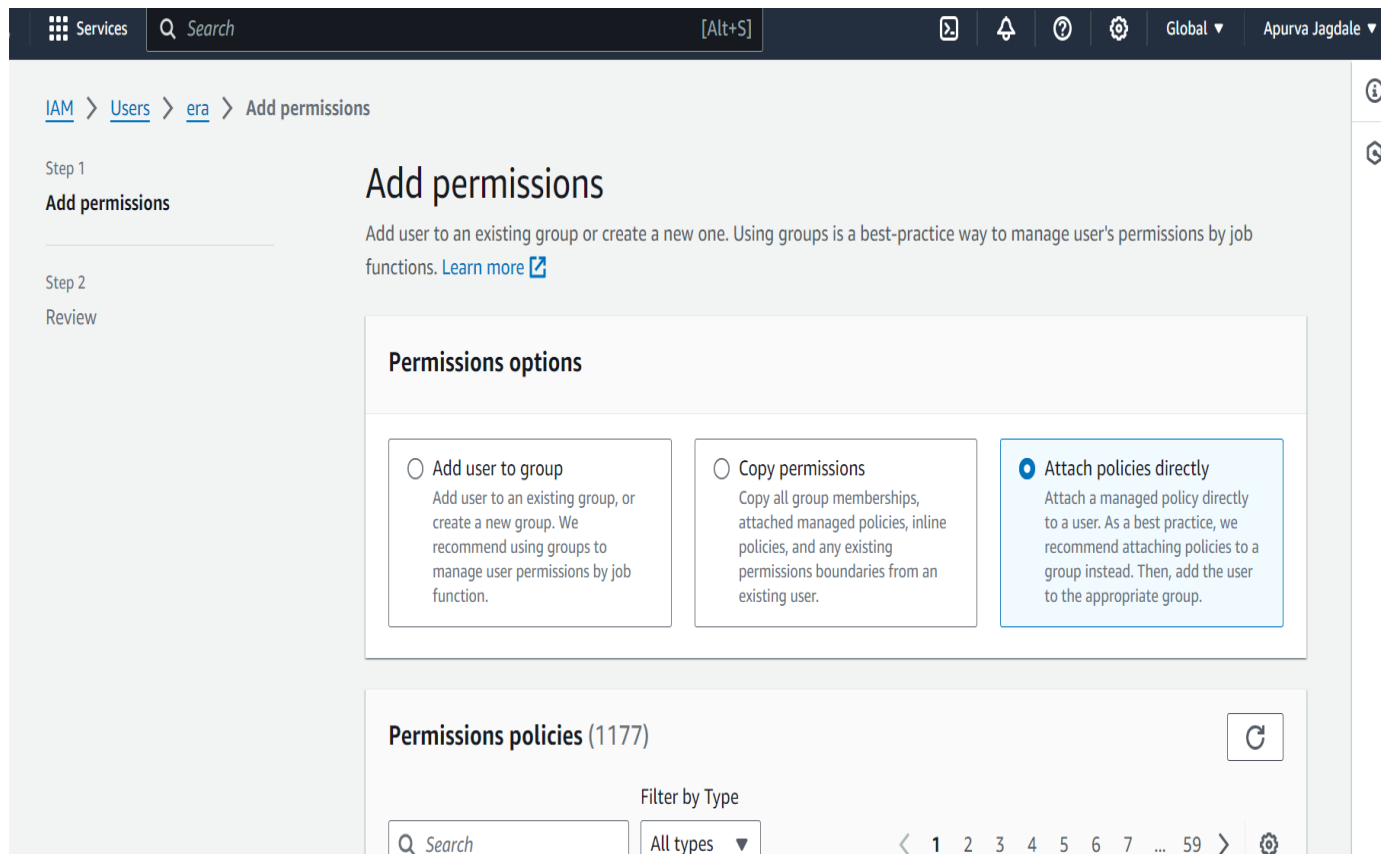 Services
Search [Alt+S]
Global ▼
Apurva Jagdale ▼
IAM > Users > era > Add permissions
Step 1
Add permissions
Step 2
Review
Add permissions
Add user to an existing group or create a new one. Using groups is a best-practice way to manage user's permissions by job
functions. Learn more
Permissions options
Add user to group
Add user to an existing group, or
create a new group. We
recommend using groups to
manage user permissions by job
function.
Copy permissions
Copy all group memberships,
attached managed policies, inline
policies, and any existing
permissions boundaries from an
existing user.
Attach policies directly
Attach a managed policy directly
to a user. As a best practice, we
recommend attaching policies to a
group instead. Then, add the user
to the appropriate group.
Permissions policies (1177)
Filter by Type
Search
All types ▼
< 1 2 3 4 5 6 7 ... 59 >